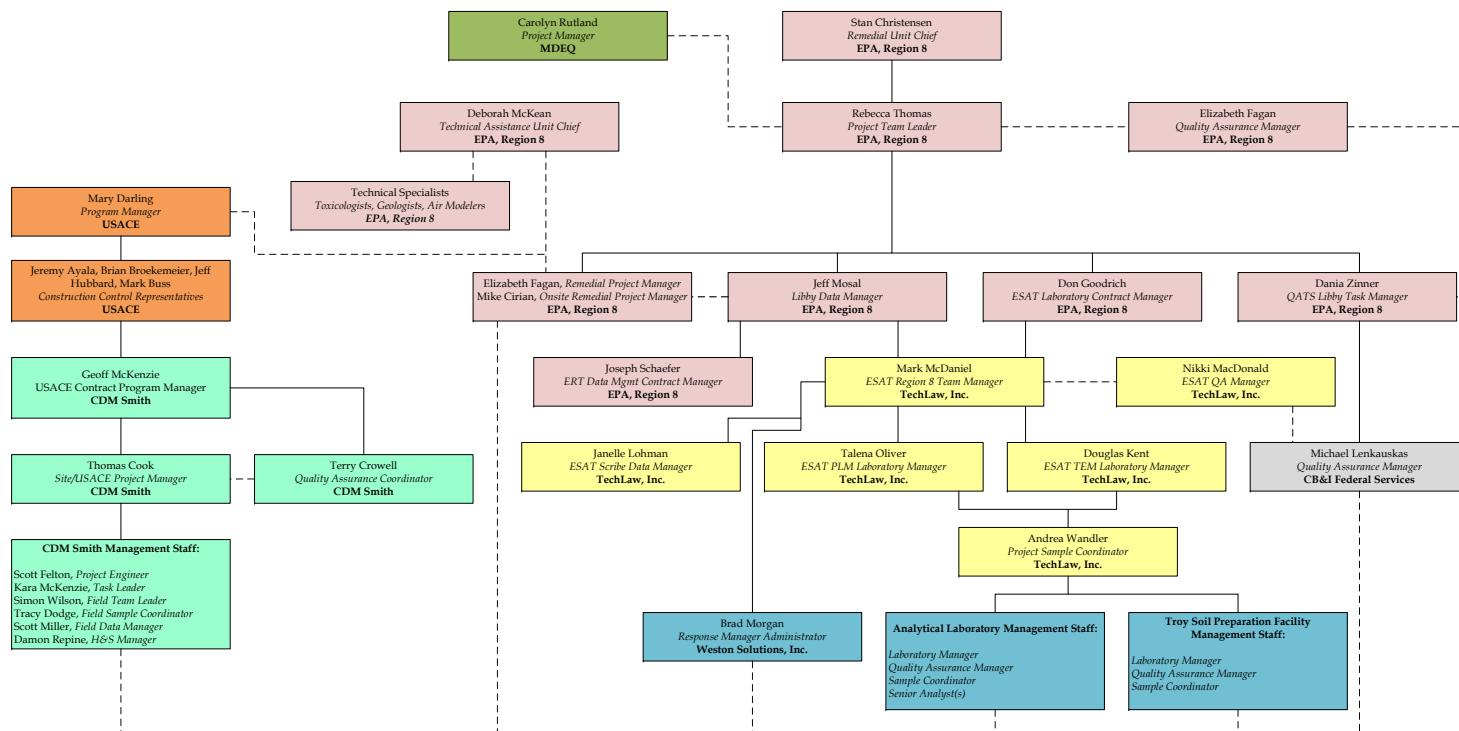 Carolyn Rutland
Project Manager
MDEQ
Stan Christensen
Remedial Unit Chief
EPA, Region 8
Deborah McKean
Technical Assistance Unit Chief
EPA, Region 8
Rebecca Thomas
Project Team Leader
EPA, Region 8
Elizabeth Fagan
Quality Assurance Manager
EPA, Region 8
Technical Specialists
Toxicologists, Geologists, Air Modelers
EPA, Region 8
Mary Darling
Program Manager
USACE
Jeremy Ayala, Brian Broekemeier, Jeff
Hubbard, Mark Buss
Construction Control Representatives
USACE
Elizabeth Fagan, Remedial Project Manager
Mike Cirian, Onsite Remedial Project Manager
EPA, Region 8
Jeff Mosal
Libby Data Manager
EPA, Region 8
Don Goodrich
ESAT Laboratory Contract Manager
EPA, Region 8
Dania Zinner
QATS Libby Task Manager
EPA, Region 8
Geoff McKenzie
USACE Contract Program Manager
CDM Smith
Joseph Schaefer
ERT Data Mgmt Contract Manager
EPA, Region 8
Mark McDaniel
ESAT Region 8 Team Manager
TechLaw, Inc.
Nikki MacDonald
ESAT QA Manager
TechLaw, Inc.
Thomas Cook
Site/USACE Project Manager
CDM Smith
Terry Crowell
Quality Assurance Coordinator
CDM Smith
Janelle Lohman
ESAT Scribe Data Manager
TechLaw, Inc.
Talena Oliver
ESAT PLM Laboratory Manager
TechLaw, Inc.
Douglas Kent
ESAT TEM Laboratory Manager
TechLaw, Inc.
Michael Lenkauskas
Quality Assurance Manager
CB&I Federal Services
Andrea Wandler
Project Sample Coordinator
TechLaw, Inc.
CDM Smith Management Staff:
Scott Felton, Project Engineer
Kara McKenzie, Task Leader
Simon Wilson, Field Team Leader
Tracy Dodge, Field Sample Coordinator
Scott Miller, Field Data Manager
Damon Repine, H&S Manager
Brad Morgan
Response Manager Administrator
Weston Solutions, Inc.
Analytical Laboratory Management Staff:
Laboratory Manager
Quality Assurance Manager
Sample Coordinator
Senior Analyst(s)
Troy Soil Preparation Facility
Management Staff:
Laboratory Manager
Quality Assurance Manager
Sample Coordinator